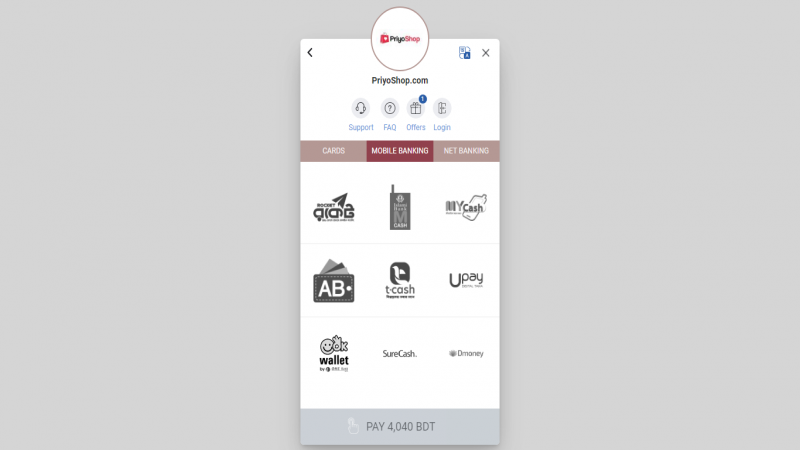 PriyoShop
PriyoShop.com
1
Support FAQ Offers Login
CARDS MOBILE BANKING NET BANKING
ROCKET
রকেট
M
CASH
MYCash
AB
t-cash
Upay
OK
wallet
by
SureCash.
Dmoney
PAY 4,040 BDT